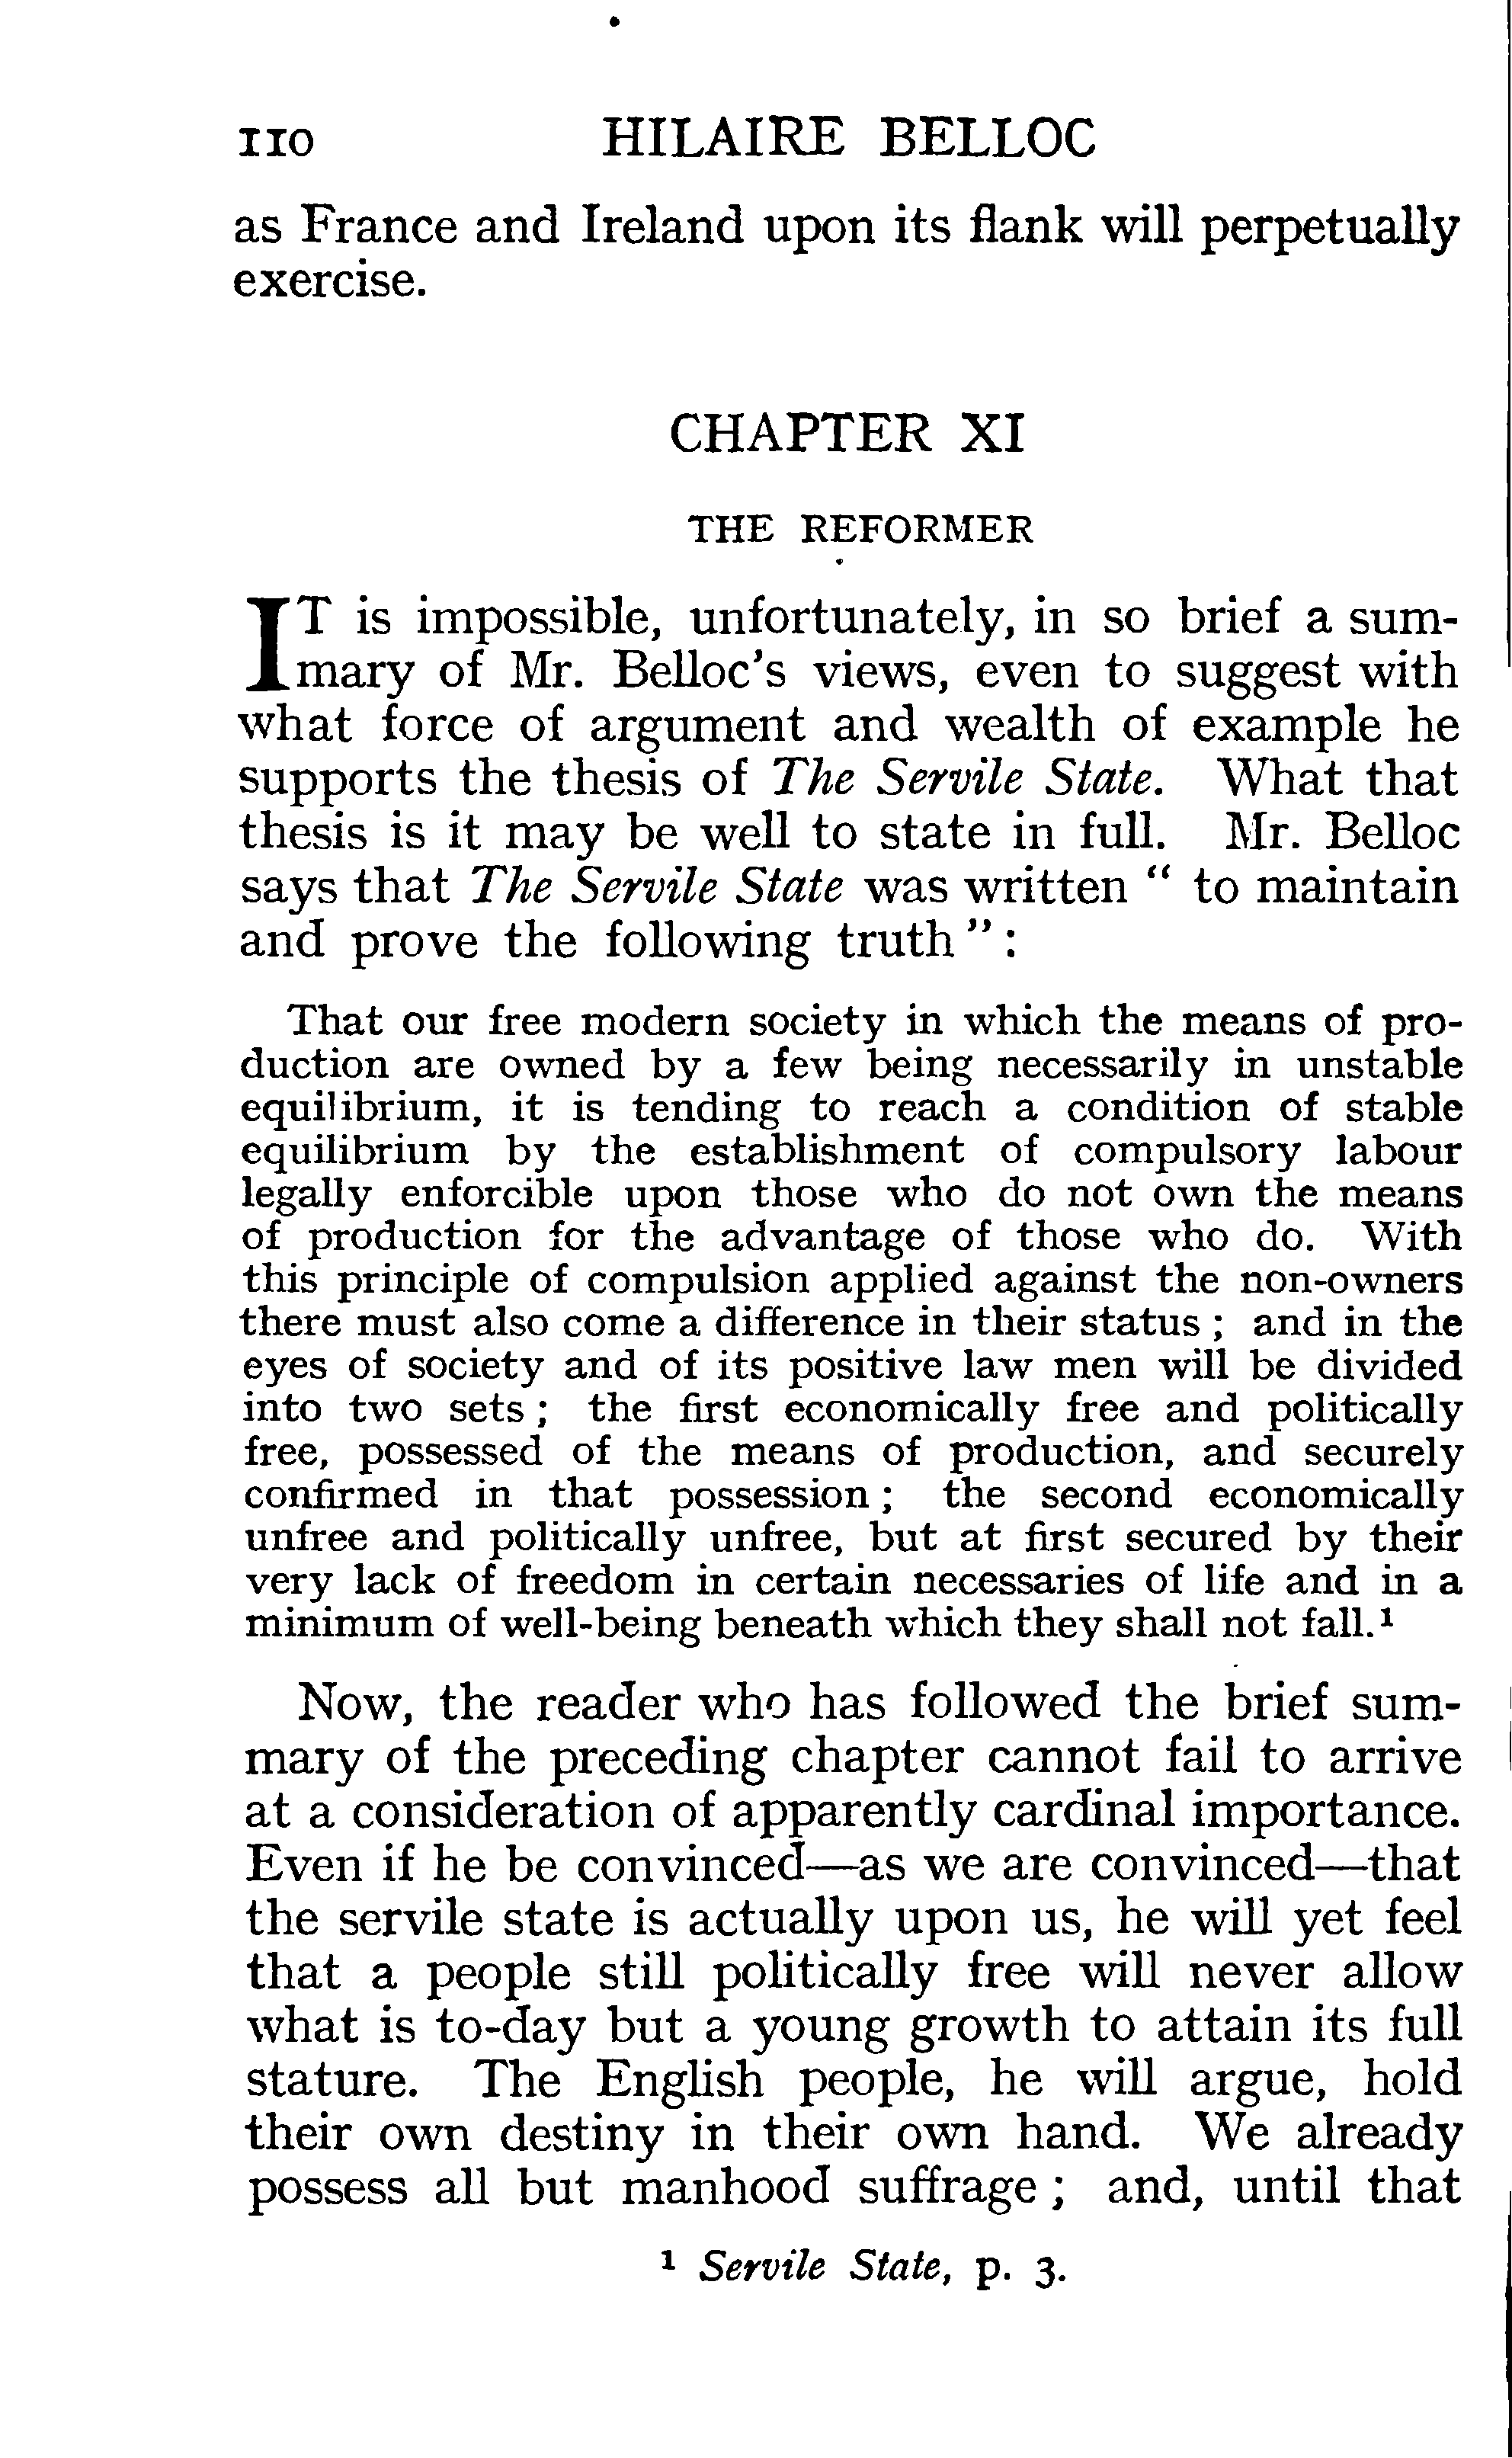 110 HILAIRE BELLOC
as France and Ireland upon its flank will perpetually
exercise.
CHAPTER XI
THE REFORMER
IT is impossible, unfortunately, in so brief a sum-
mary of Mr. Belloc's views, even to suggest with
what force of argument and wealth of example he
supports the thesis of The Servile State. What that
thesis is it may be well to state in full. Mr. Belloc
says that The Servile State was written " to maintain
and prove the following truth " :
That our free modern society in which the means of pro-
duction are owned by a few being necessarily in unstable
equilibrium, it is tending to reach a condition of stable
equilibrium by the establishment of compulsory labour
legally enforcible upon those who do not own the means
of production for the advantage of those who do. With
this principle of compulsion applied against the non-owners
there must also come a difference in their status ; and in the
eyes of society and of its positive law men will be divided
into two sets ; the first economically free and politically
free, possessed of the means of production, and securely
confirmed in that possession ; the second economically
unfree and politically unfree, but at first secured by their
very lack of freedom in certain necessaries of life and in a
minimum of well-being beneath which they shall not fall.¹
Now, the reader who has followed the brief sum-
mary of the preceding chapter cannot fail to arrive
at a consideration of apparently cardinal importance.
Even if he be convinced—as we are convinced—that
the servile state is actually upon us, he will yet feel
that a people still politically free will never allow
what is to-day but a young growth to attain its full
stature. The English people, he will argue, hold
their own destiny in their own hand. We already
possess all but manhood suffrage ; and, until that
¹ Servile State, p. 3.